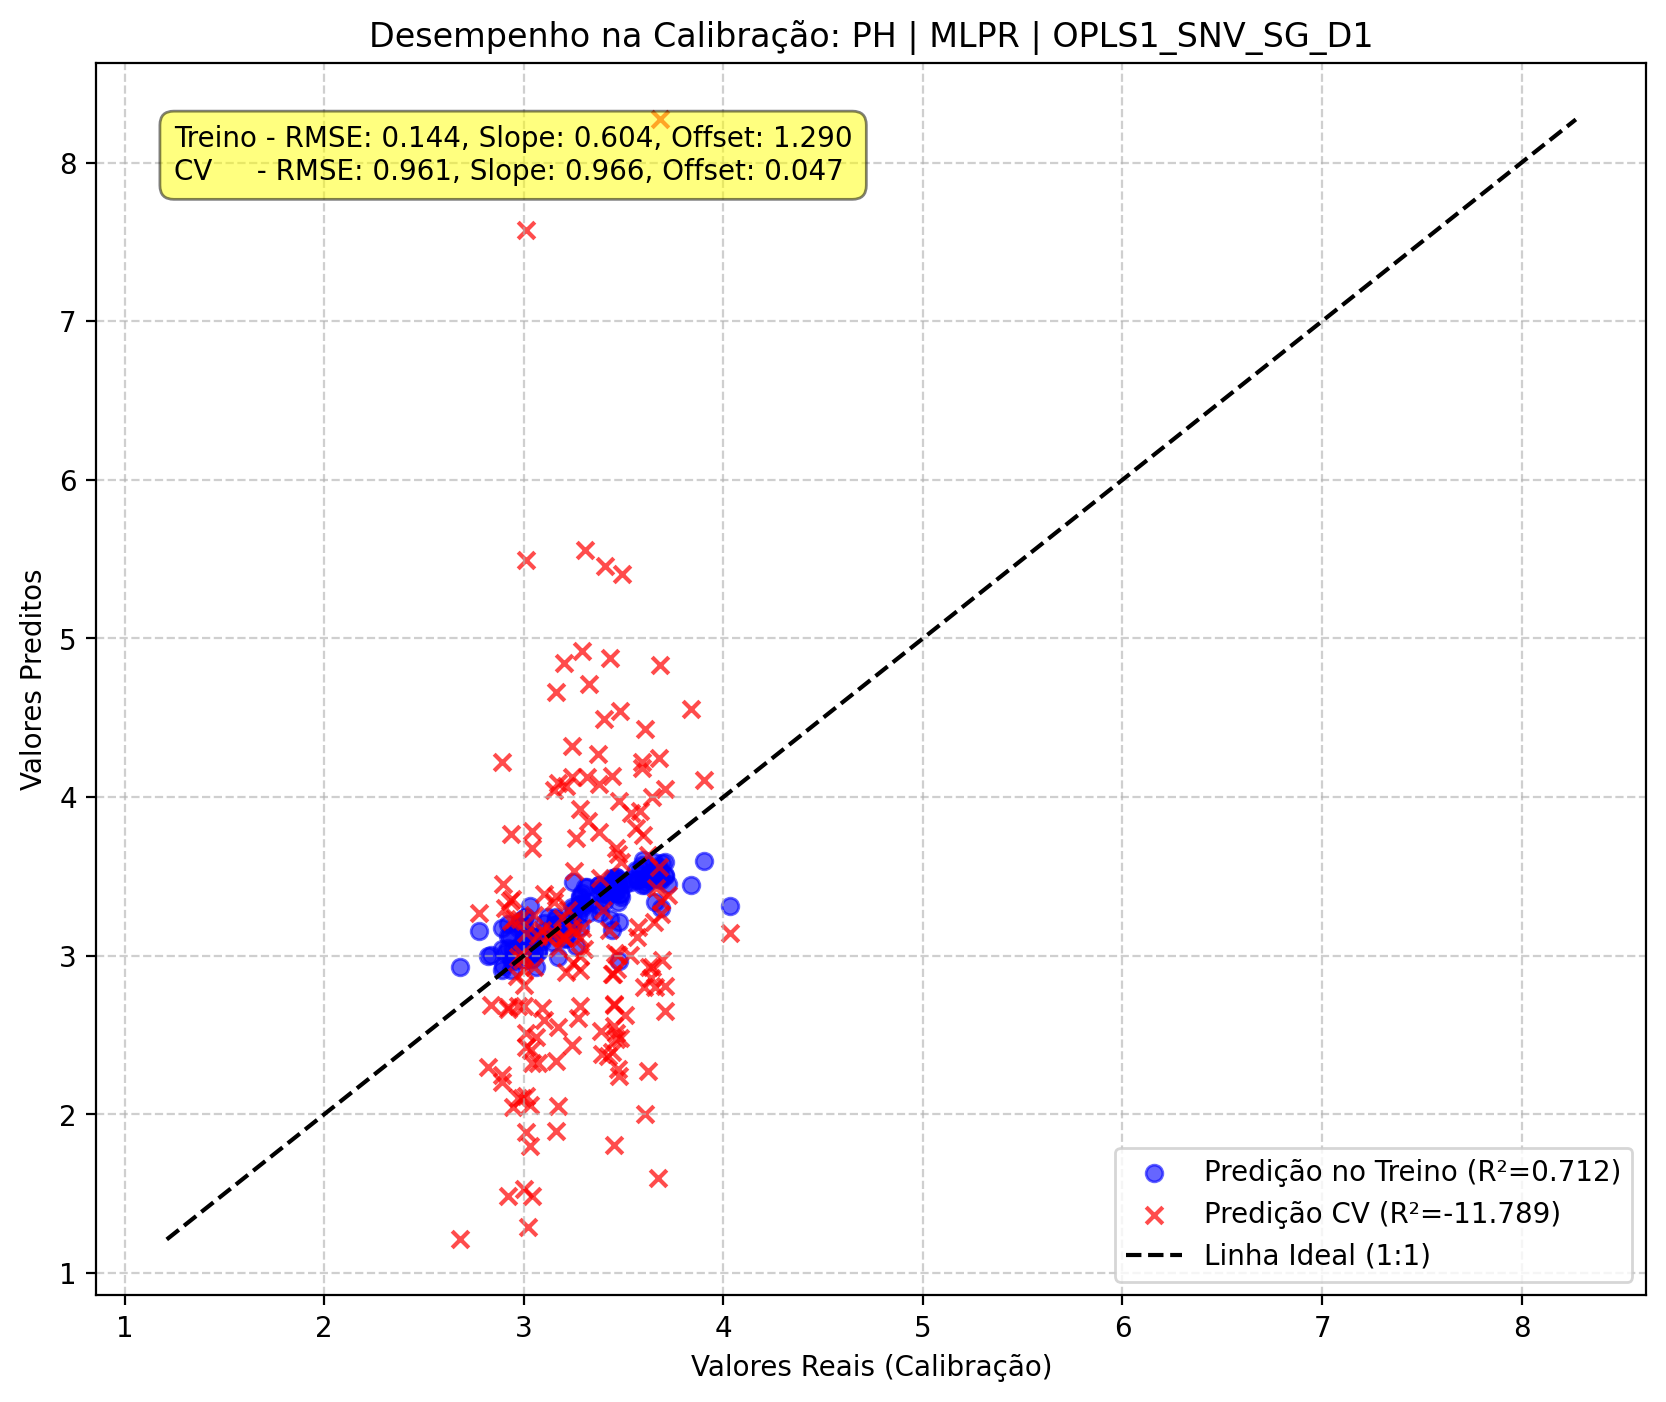 Desempenho na Calibração: PH | MLPR | OPLS1_SNV_SG_D1
Treino - RMSE: 0.144, Slope: 0.604, Offset: 1.290
CV - RMSE: 0.961, Slope: 0.966, Offset: 0.047
8
7
6
5
4
3
2
1
Valores Preditos
Predição no Treino (R²=0.712)
Predição CV (R²=-11.789)
Linha Ideal (1:1)
1 2 3 4 5 6 7 8
Valores Reais (Calibração)